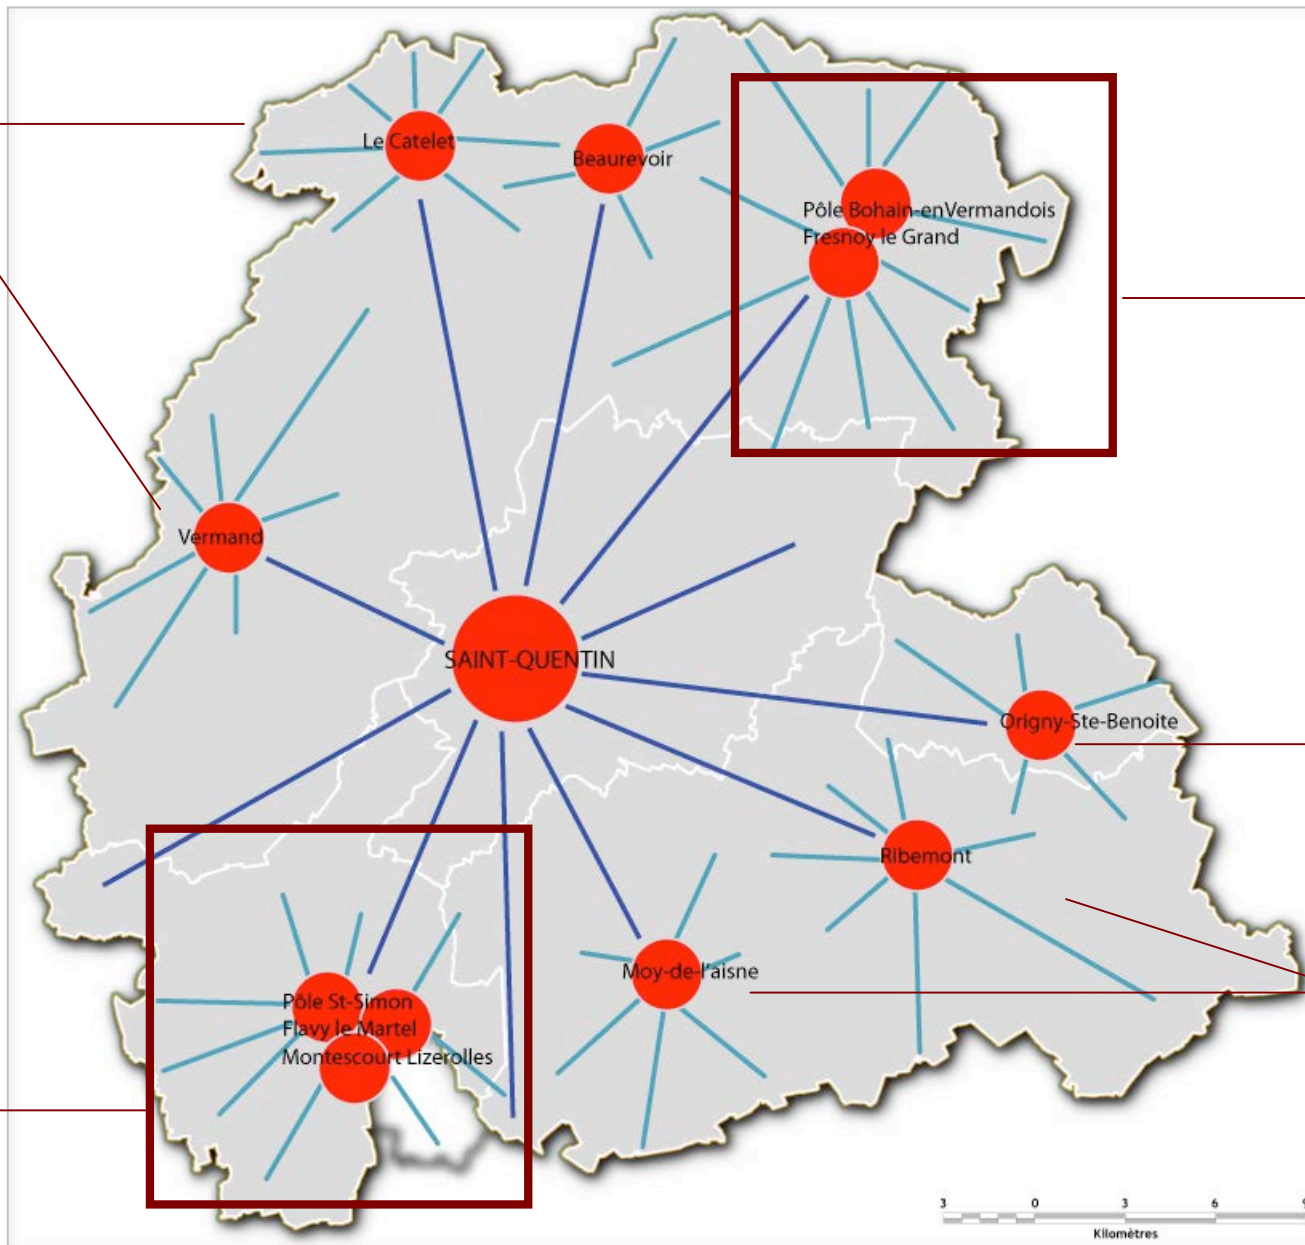 Le Catelet
Beaurevoir
Pôle Bohain-enVermandois
Fresnoy le Grand
Vermand
SAINT-QUENTIN
Origny-Ste-Benoite
Ribemont
Moy-de-l'aisne
Pôle St-Simon
Flavy le Martel
Montescourt Lizerolles
3 0 3 6 9
Kilomètres